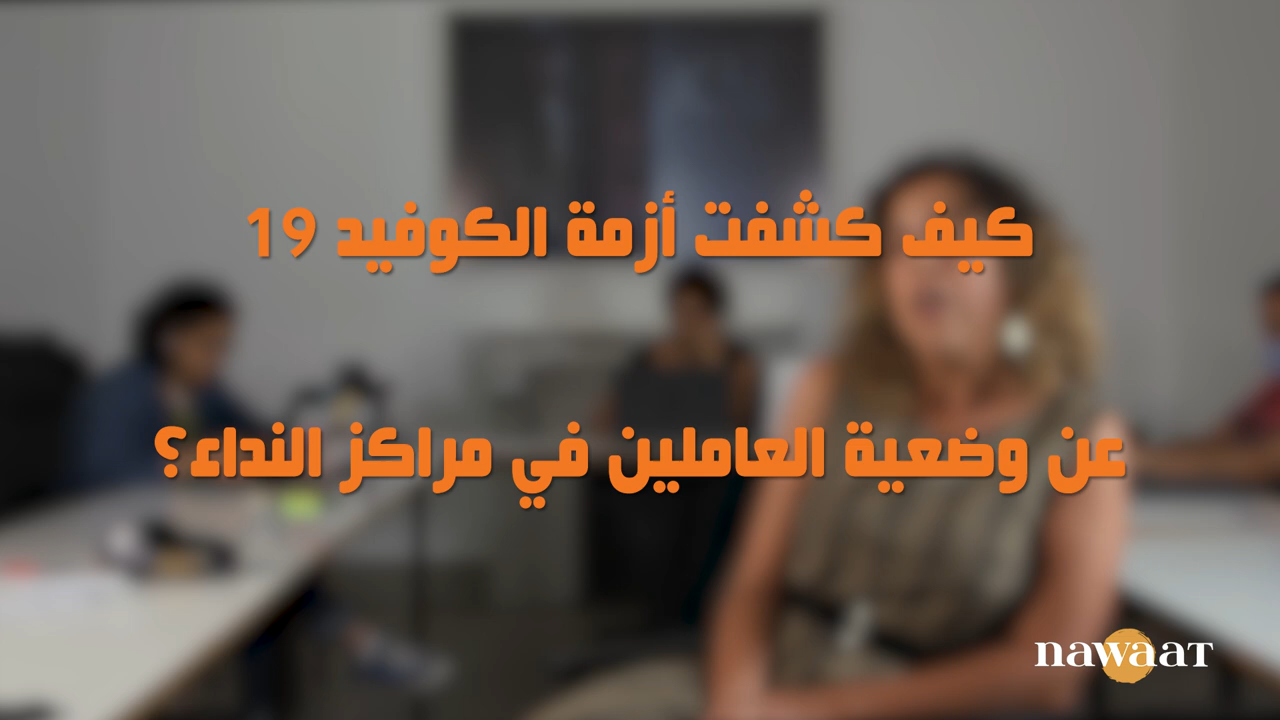 كيف كشفت أزمة الكوفيد 19
عن وضعية العاملين في مراكز النداء؟
nawaat